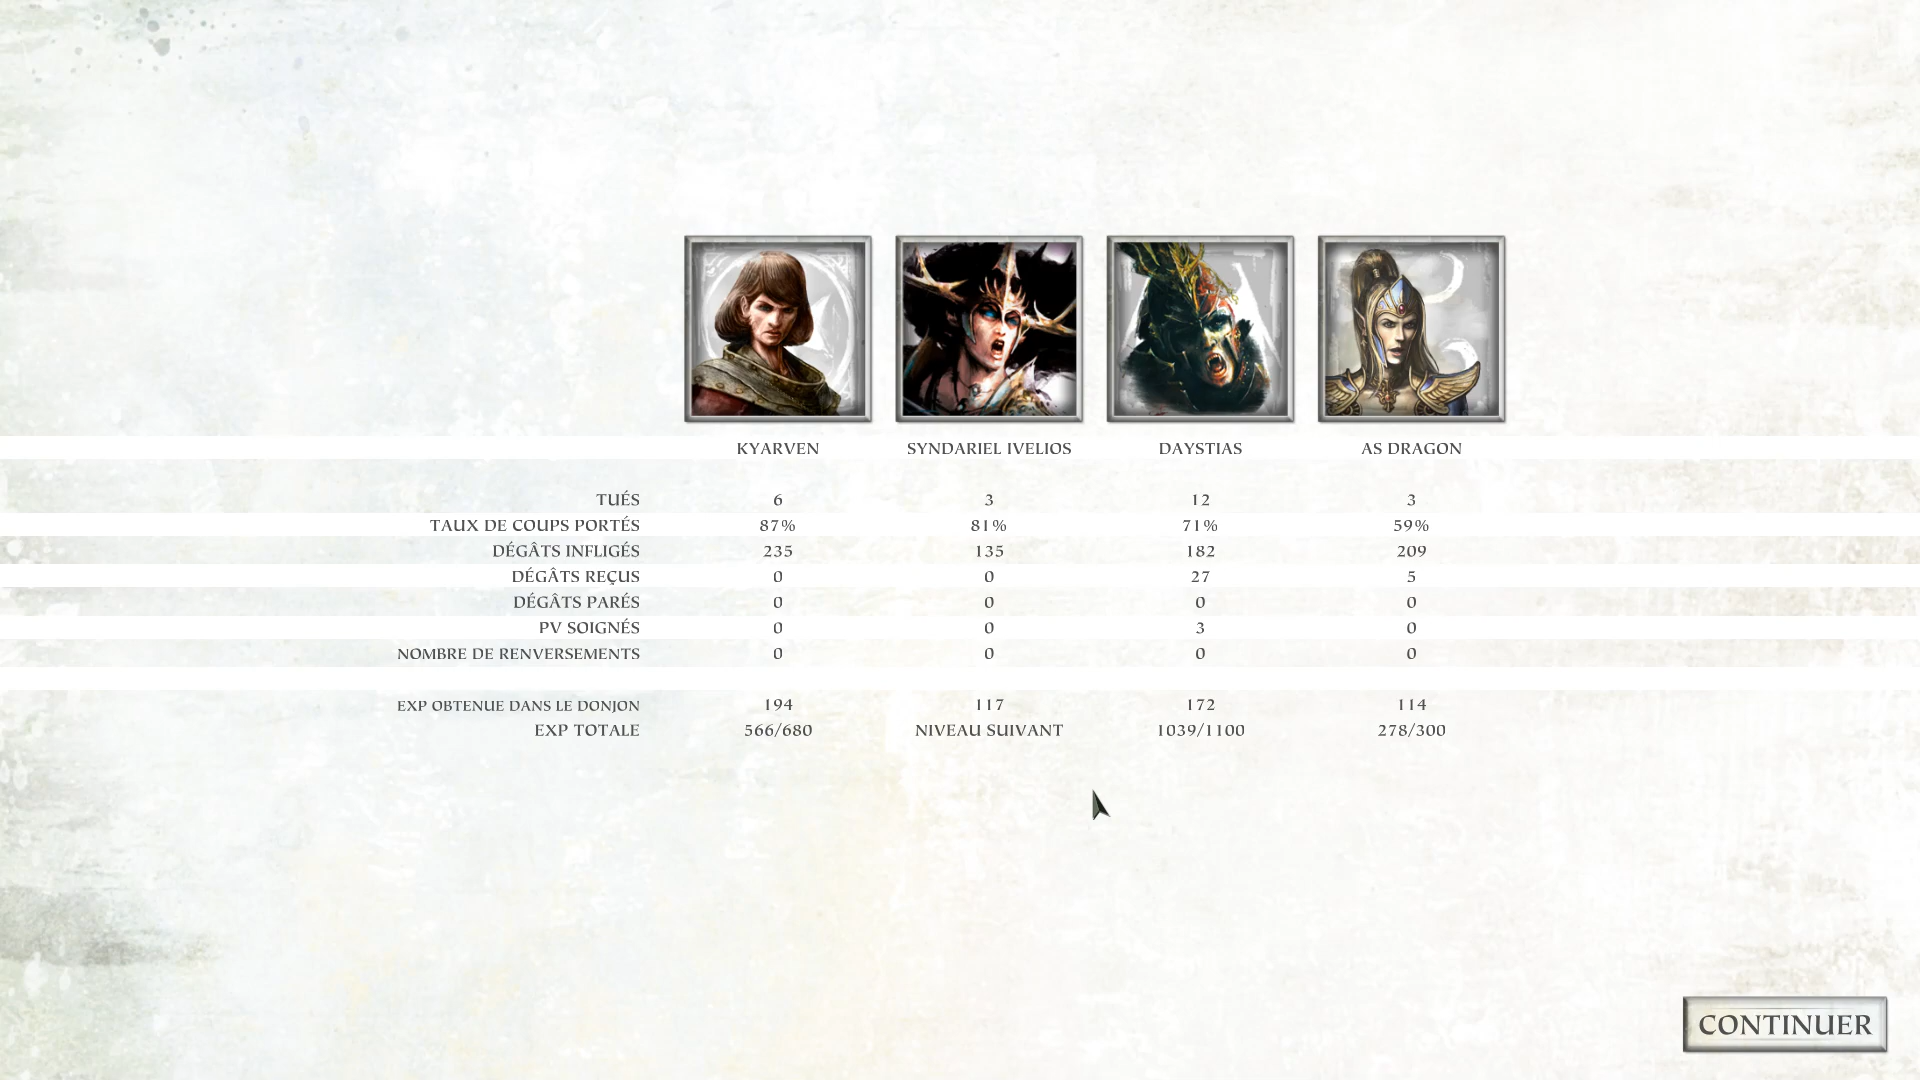 KYARVEN SYNDARIEL IVELIOS DAYSTIAS AS DRAGON
TUÉS 6 3 12 3
TAUX DE COUPS PORTÉS 87% 81% 71% 59%
DÉGÂTS INFLIGÉS 235 135 182 209
DÉGÂTS REÇUS 0 0 27 5
DÉGÂTS PARÉS 0 0 0 0
PV SOIGNÉS 0 0 3 0
NOMBRE DE RENVERSEMENTS 0 0 0 0
EXP OBTENUE DANS LE DONJON 194 117 172 114
EXP TOTALE 566/680 NIVEAU SUIVANT 1039/1100 278/300
CONTINUER